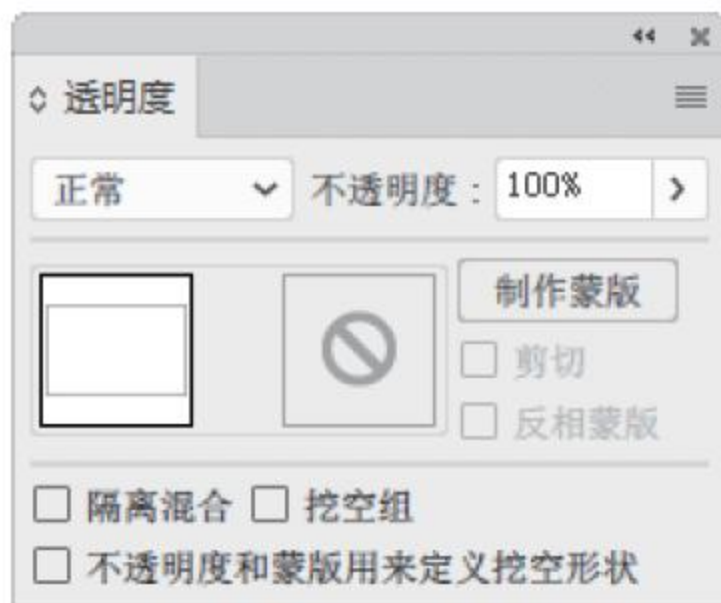 透明度
正常 不透明度：100%
制作蒙版
剪切
反相蒙版
隔离混合 挖空组
不透明度和蒙版用来定义挖空形状